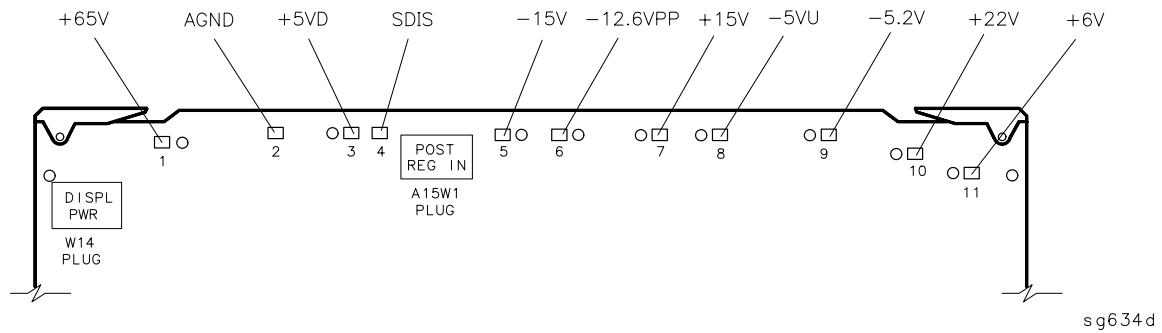 +65V AGND +5VD SDIS −15V −12.6VPP +15V −5VU −5.2V +22V +6V
1 2 3 4 5 6 7 8 9 10 11
POST
REG IN
A15W1
PLUG
DISPL
PWR
W14
PLUG
sg634d